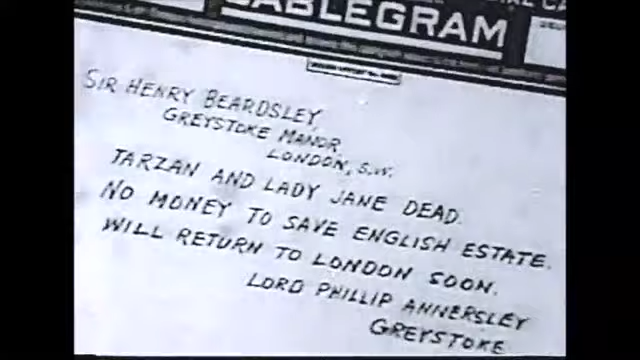 CABLEGRAM
SIR HENRY BEARDSLEY,
GREYSTOKE MANOR
LONDON, S.W.
TARZAN AND LADY JANE DEAD.
NO MONEY TO SAVE ENGLISH ESTATE.
WILL RETURN TO LONDON SOON.
LORD PHILLIP ANNERSLEY
GREYSTOKE